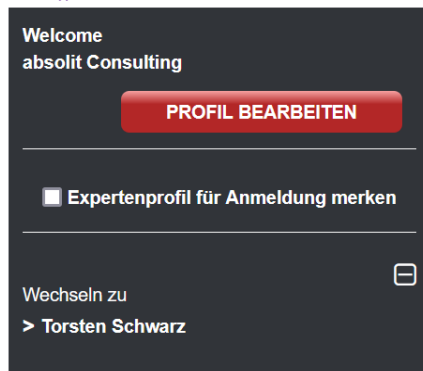 Welcome
absolit Consulting
PROFIL BEARBEITEN
Expertenprofil für Anmeldung merken
Wechseln zu
> Torsten Schwarz